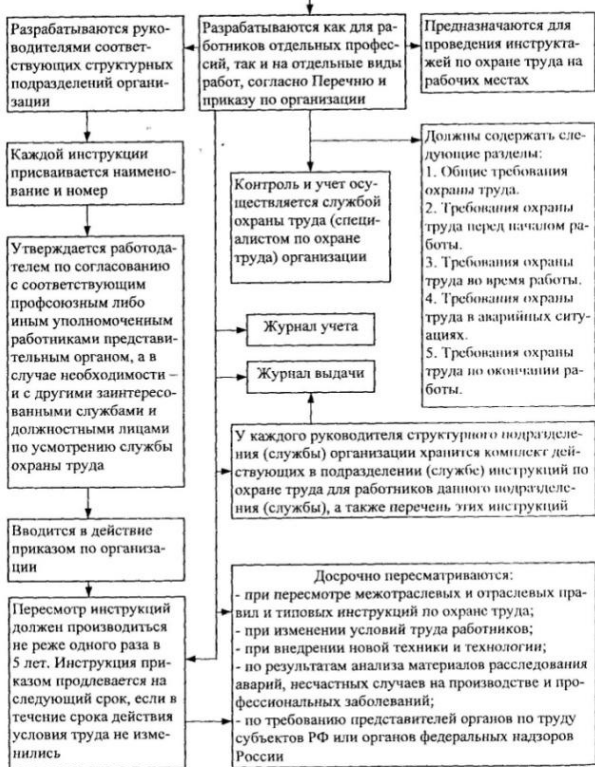 Разрабатываются руко-
водителями соответ-
ствующих структурных
подразделений органи-
зации
Разрабатываются как для ра-
ботников отдельных профес-
сий, так и на отдельные виды
работ, согласно Перечню и
приказу по организации
Предназначаются для
проведения инструкта-
жей по охране труда на
рабочих местах
Каждой инструкции
присваивается наимено-
вание и номер
Контроль и учет осу-
ществляется службой
охраны труда (специ-
алистом по охране
труда) организации
Должны содержать сле-
дующие разделы:
1. Общие требования
охраны труда.
2. Требования охраны
труда перед началом ра-
боты.
3. Требования охраны
труда во время работы.
4. Требования охраны
труда в аварийных ситу-
ациях.
5. Требования охраны
труда по окончании ра-
боты.
Утверждается работода-
телем по согласованию
с соответствующим
профсоюзным либо
иным уполномоченным
работниками представи-
тельным органом, а в
случае необходимости –
и с другими заинтересо-
ванными службами и
должностными лицами
по усмотрению службы
охраны труда
Журнал учета
Журнал выдачи
У каждого руководителя структурного подразделе-
ния (службы) организации хранится комплект дей-
ствующих в подразделении (службе) инструкций по
охране труда для работников данного подразделе-
ния (службы), а также перечень этих инструкций
Вводится в действие
приказом по организа-
ции
Пересмотр инструкций
должен производиться
не реже одного раза в
5 лет. Инструкция при-
казом продлевается на
следующий срок, если в
течение срока действия
условия труда не изме-
нились
Досрочно пересматриваются:
- при пересмотре межотраслевых и отраслевых пра-
вил и типовых инструкций по охране труда;
- при изменении условий труда работников;
- при внедрении новой техники и технологии;
- по результатам анализа материалов расследования
аварий, несчастных случаев на производстве и про-
фессиональных заболеваний;
- по требованию представителей органов по труду
субъектов РФ или органов федеральных надзоров
России